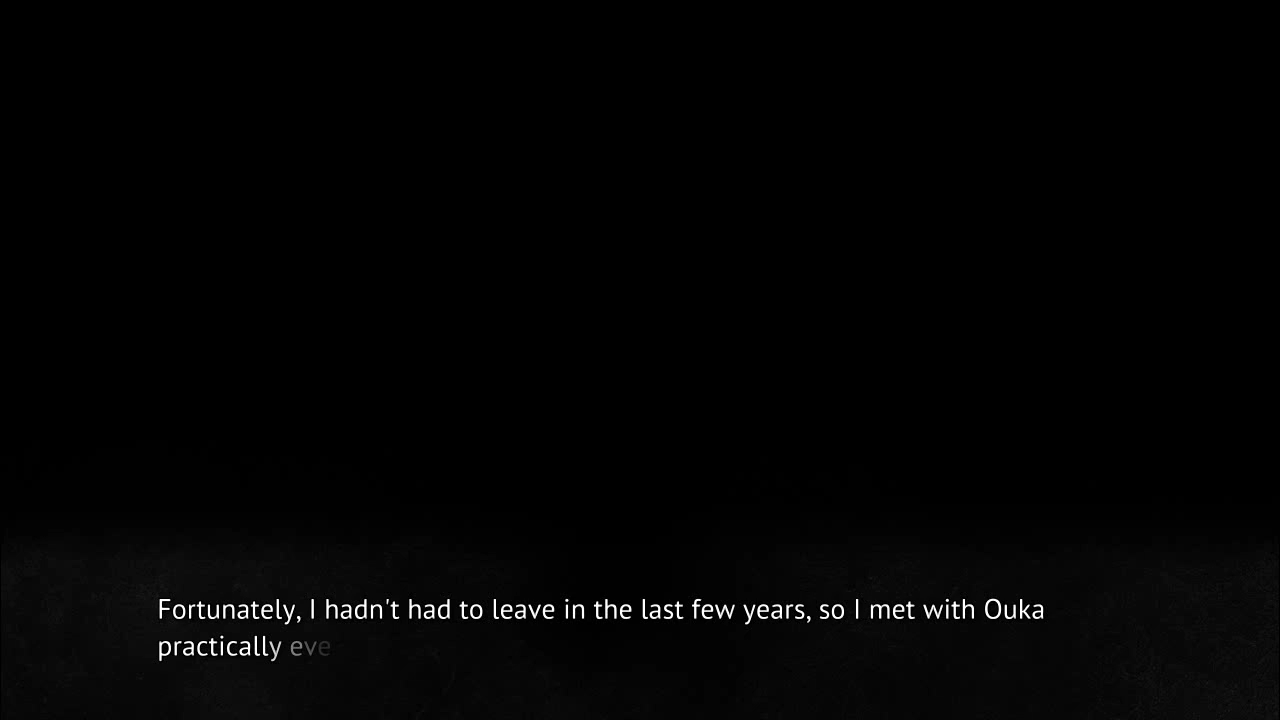 Fortunately, I hadn't had to leave in the last few years, so I met with Ouka
practically eve